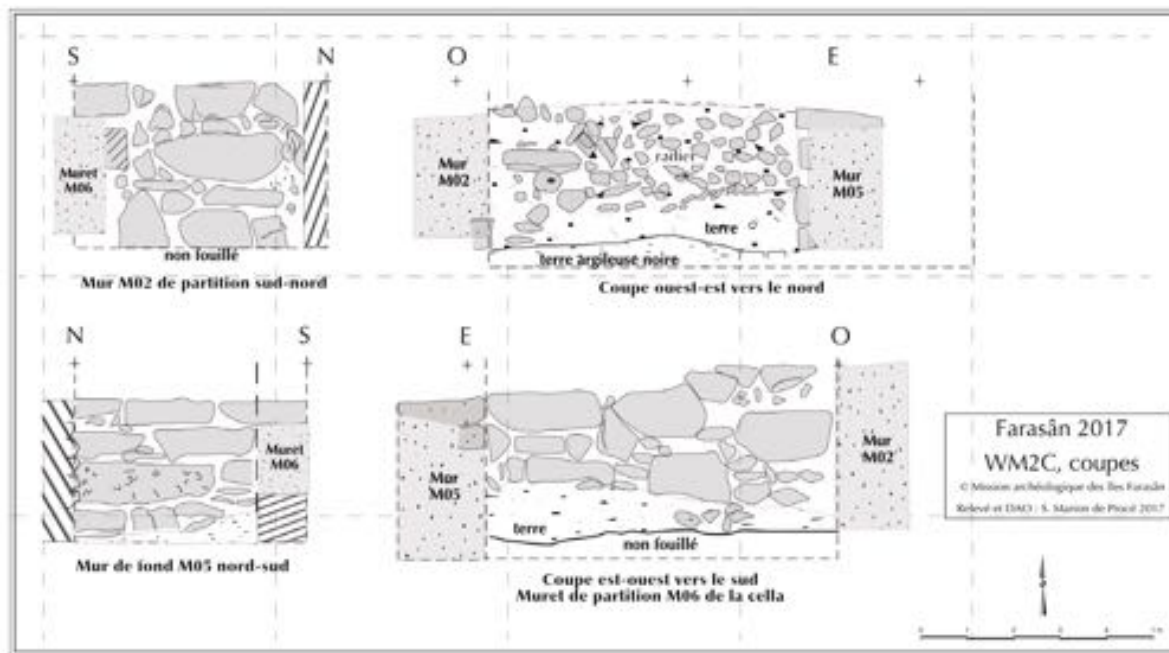 S N
Muret
M06
non fouillé
Mur M02 de partition sud-nord
O E
Mur
M02
radier
Mur
M05
terre
terre argileuse noire
Coupe ouest-est vers le nord
N S
Muret
M06
Mur de fond M05 nord-sud
E O
Mur
M05
Mur
M02
terre
non fouillé
Coupe est-ouest vers le sud
Muret de partition M06 de la cella
Farasân 2017
WM2C, coupes
© Mission archéologique des îles Farasân
Relevé et DAO : S. Marion de Procé 2017